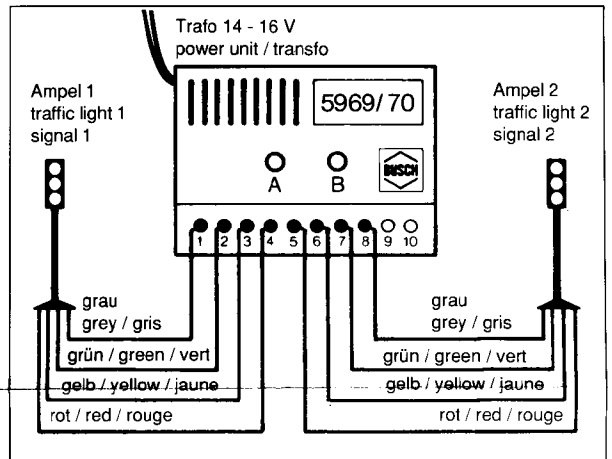 Trafo 14 - 16 V
power unit / transfo
Ampel 1
traffic light 1
signal 1
5969/70
Ampel 2
traffic light 2
signal 2
A
B
BUSCH
1 2 3 4 5 6 7 8 9 10
grau
grey / gris
grün / green / vert
gelb / yellow / jaune
rot / red / rouge
grau
grey / gris
grün / green / vert
gelb / yellow / jaune
rot / red / rouge